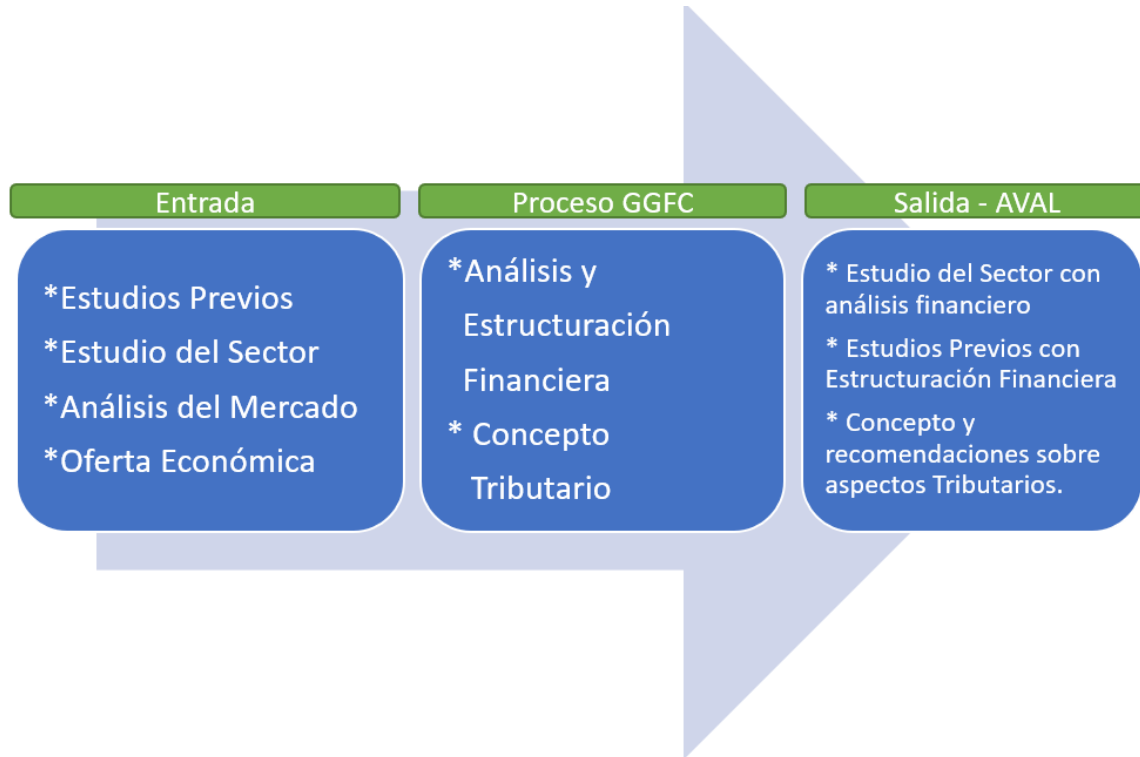 Entrada
*Estudios Previos
*Estudio del Sector
*Análisis del Mercado
*Oferta Económica
Proceso GGFC
*Análisis y
Estructuración
Financiera
* Concepto
Tributario
Salida - AVAL
* Estudio del Sector con
análisis financiero
* Estudios Previos con
Estructuración Financiera
* Concepto y
recomendaciones sobre
aspectos Tributarios.